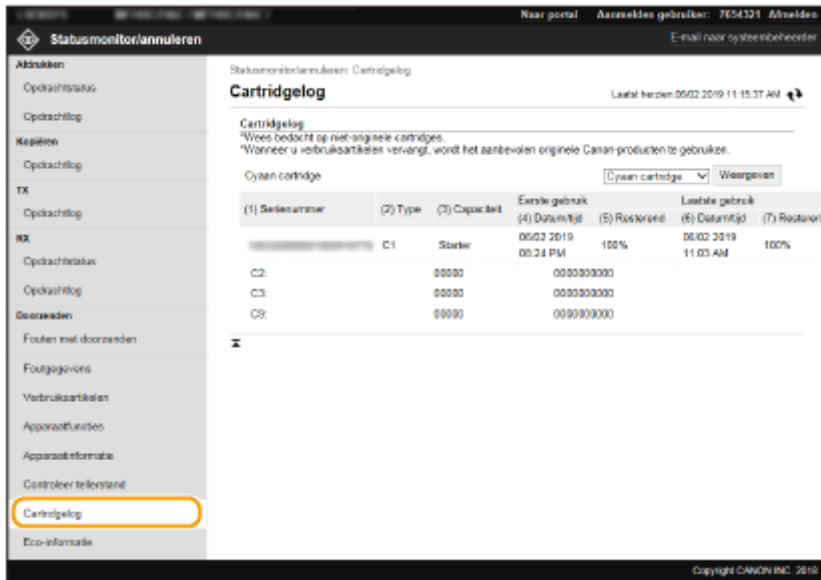 Naar portal Aanmelden gebruiker: 7654321 Afmelden
Statusmonitor/annuleren
E-mail naar systeembeheerder
Afdrukken
Opdrachtstatus
Opdrachtlog
Kopiëren
Opdrachtlog
TX
Opdrachtlog
RX
Opdrachtstatus
Opdrachtlog
Doorzenden
Fouten met doorzenden
Foutgegevens
Verbruiksartikelen
Apparaatfuncties
Apparaatinformatie
Controleer tellerstand
Cartridgelog
Eco-informatie
Statusmonitor/annuleren: Cartridgelog
Cartridgelog
Laatst herzien:06/02 2019 11:15:37 AM
Cartridgelog
*Wees bedacht op niet-originele cartridges.
*Wanneer u verbruiksartikelen vervangt, wordt het aanbevolen originele Canon-producten te gebruiken.
Cyaan cartridge
Cyaan cartridge Weergeven
(1) Serienummer (2) Type (3) Capaciteit Eerste gebruik Laatste gebruik
(4) Datum/tijd (5) Resterend (6) Datum/tijd (7) Resteren
C1 Starter 06/02 2019 08:24 PM 100% 06/02 2019 11:03 AM 100%
C2: 00000 0000000000
C3: 00000 0000000000
C9: 00000 0000000000
Copyright CANON INC. 2018